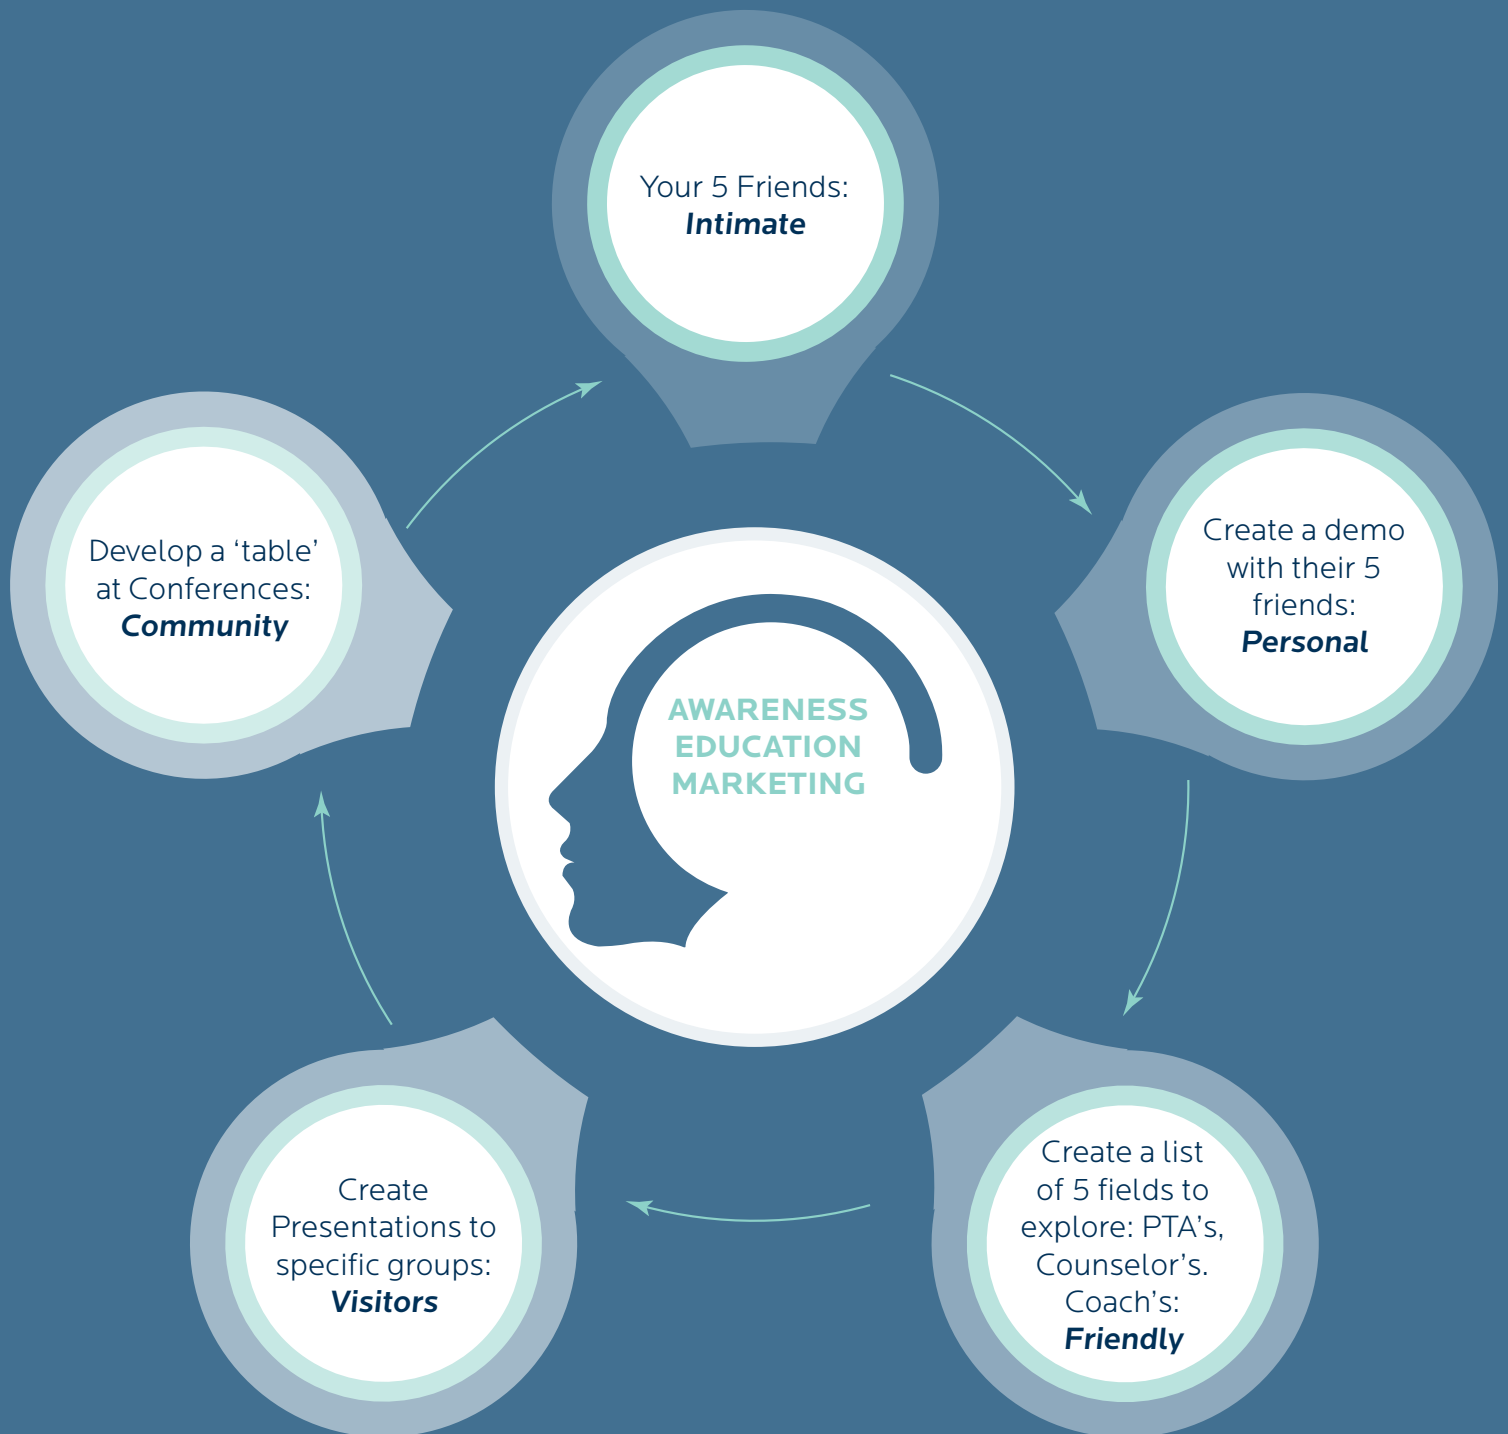 Your 5 Friends:
Intimate
Create a demo
with their 5
friends:
Personal
Create a list
of 5 fields to
explore: PTA’s,
Counselor’s.
Coach’s:
Friendly
Create
Presentations to
specific groups:
Visitors
Develop a ‘table’
at Conferences:
Community
AWARENESS
EDUCATION
MARKETING